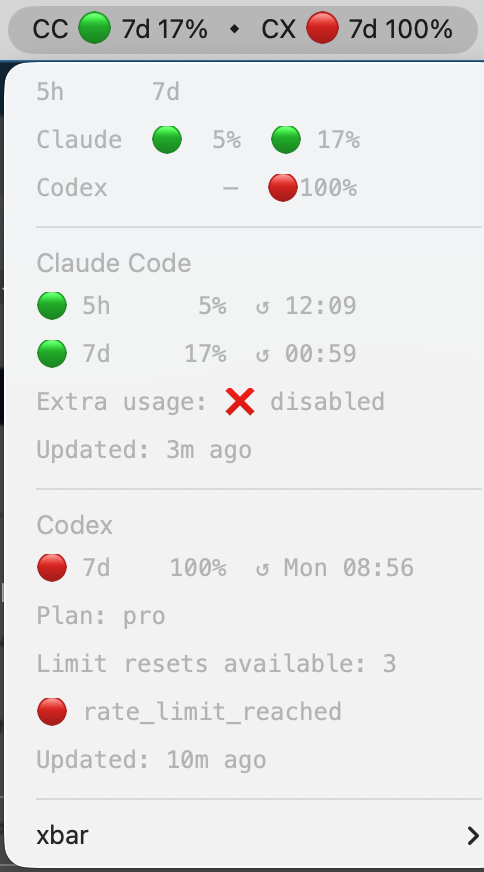 CC 🟢 7d 17% ⬥ CX 🔴 7d 100%
5h 7d
Claude 🟢 5% 🟢 17%
Codex — 🔴100%
Claude Code
🟢 5h 5% ↺ 12:09
🟢 7d 17% ↺ 00:59
Extra usage: ❌ disabled
Updated: 3m ago
Codex
🔴 7d 100% ↺ Mon 08:56
Plan: pro
Limit resets available: 3
🔴 rate_limit_reached
Updated: 10m ago
xbar